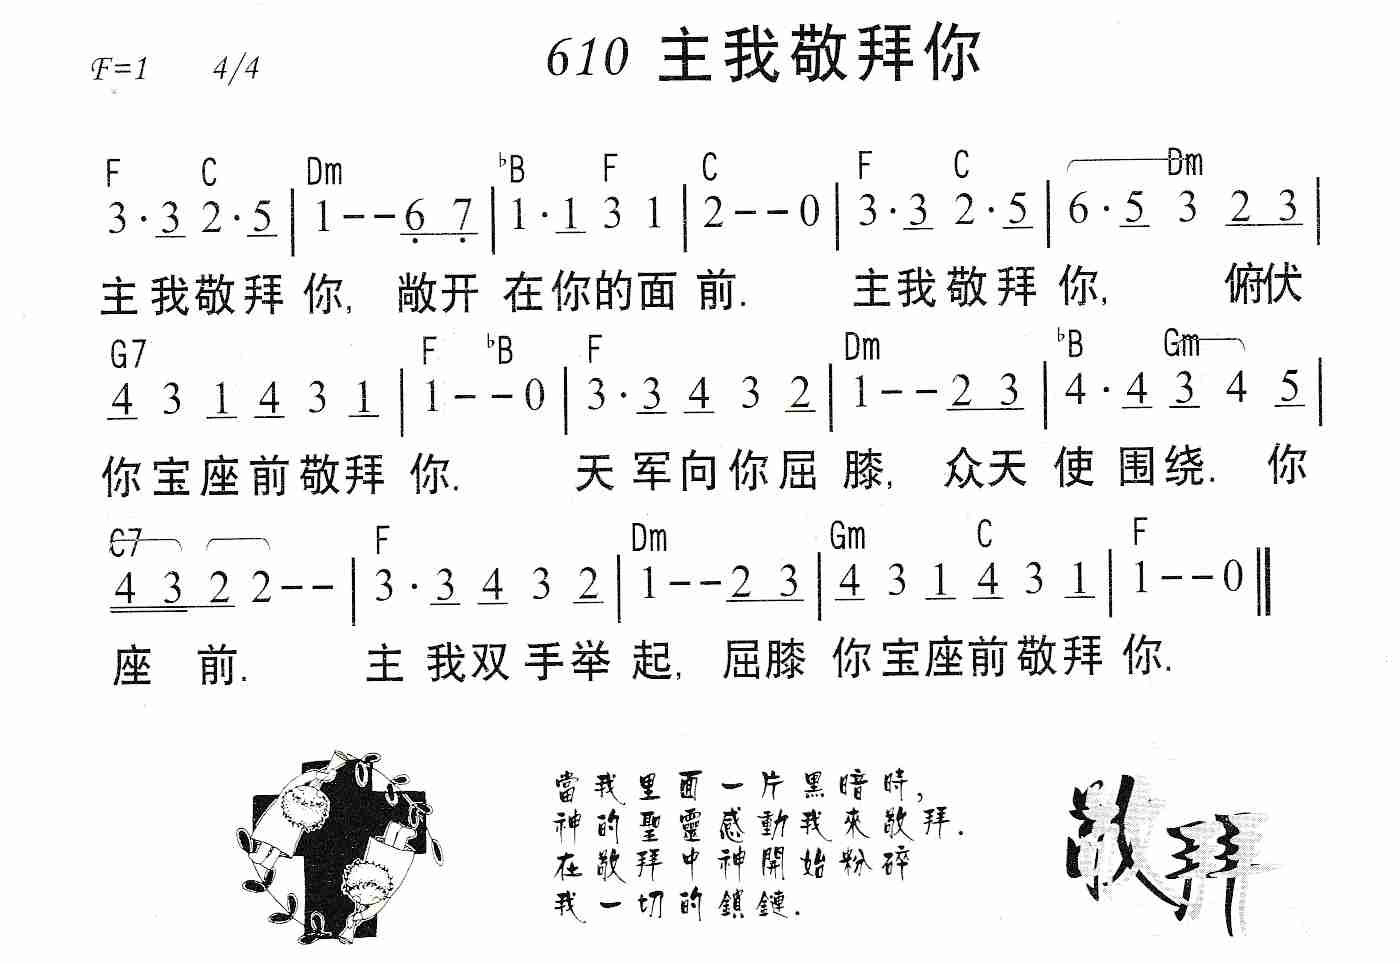 610 主我敬拜你
F=1 4/4
F C Dm ♭B F C F C Dm
3·3 2·5 | 1--6 7 | 1·1 3 1 | 2--0 | 3·3 2·5 | 6·5 3 2 3 |
主我敬拜你, 敞开在你的面前. 主我敬拜你, 俯伏
G7 F ♭B F Dm ♭B Gm
4 3 1 4 3 1 | 1--0 | 3·3 4 3 2 | 1--2 3 | 4·4 3 4 5 |
你宝座前敬拜你. 天军向你屈膝, 众天使围绕. 你
C7 F Dm Gm C F
4 3 2 2-- | 3·3 4 3 2 | 1--2 3 | 4 3 1 4 3 1 | 1--0 ‖
座前. 主我双手举起, 屈膝你宝座前敬拜你.
當我里面一片黑暗時,
神的聖靈感動我來敬拜.
在敬拜中神開始粉碎
我一切的鎖鏈.
敬拜